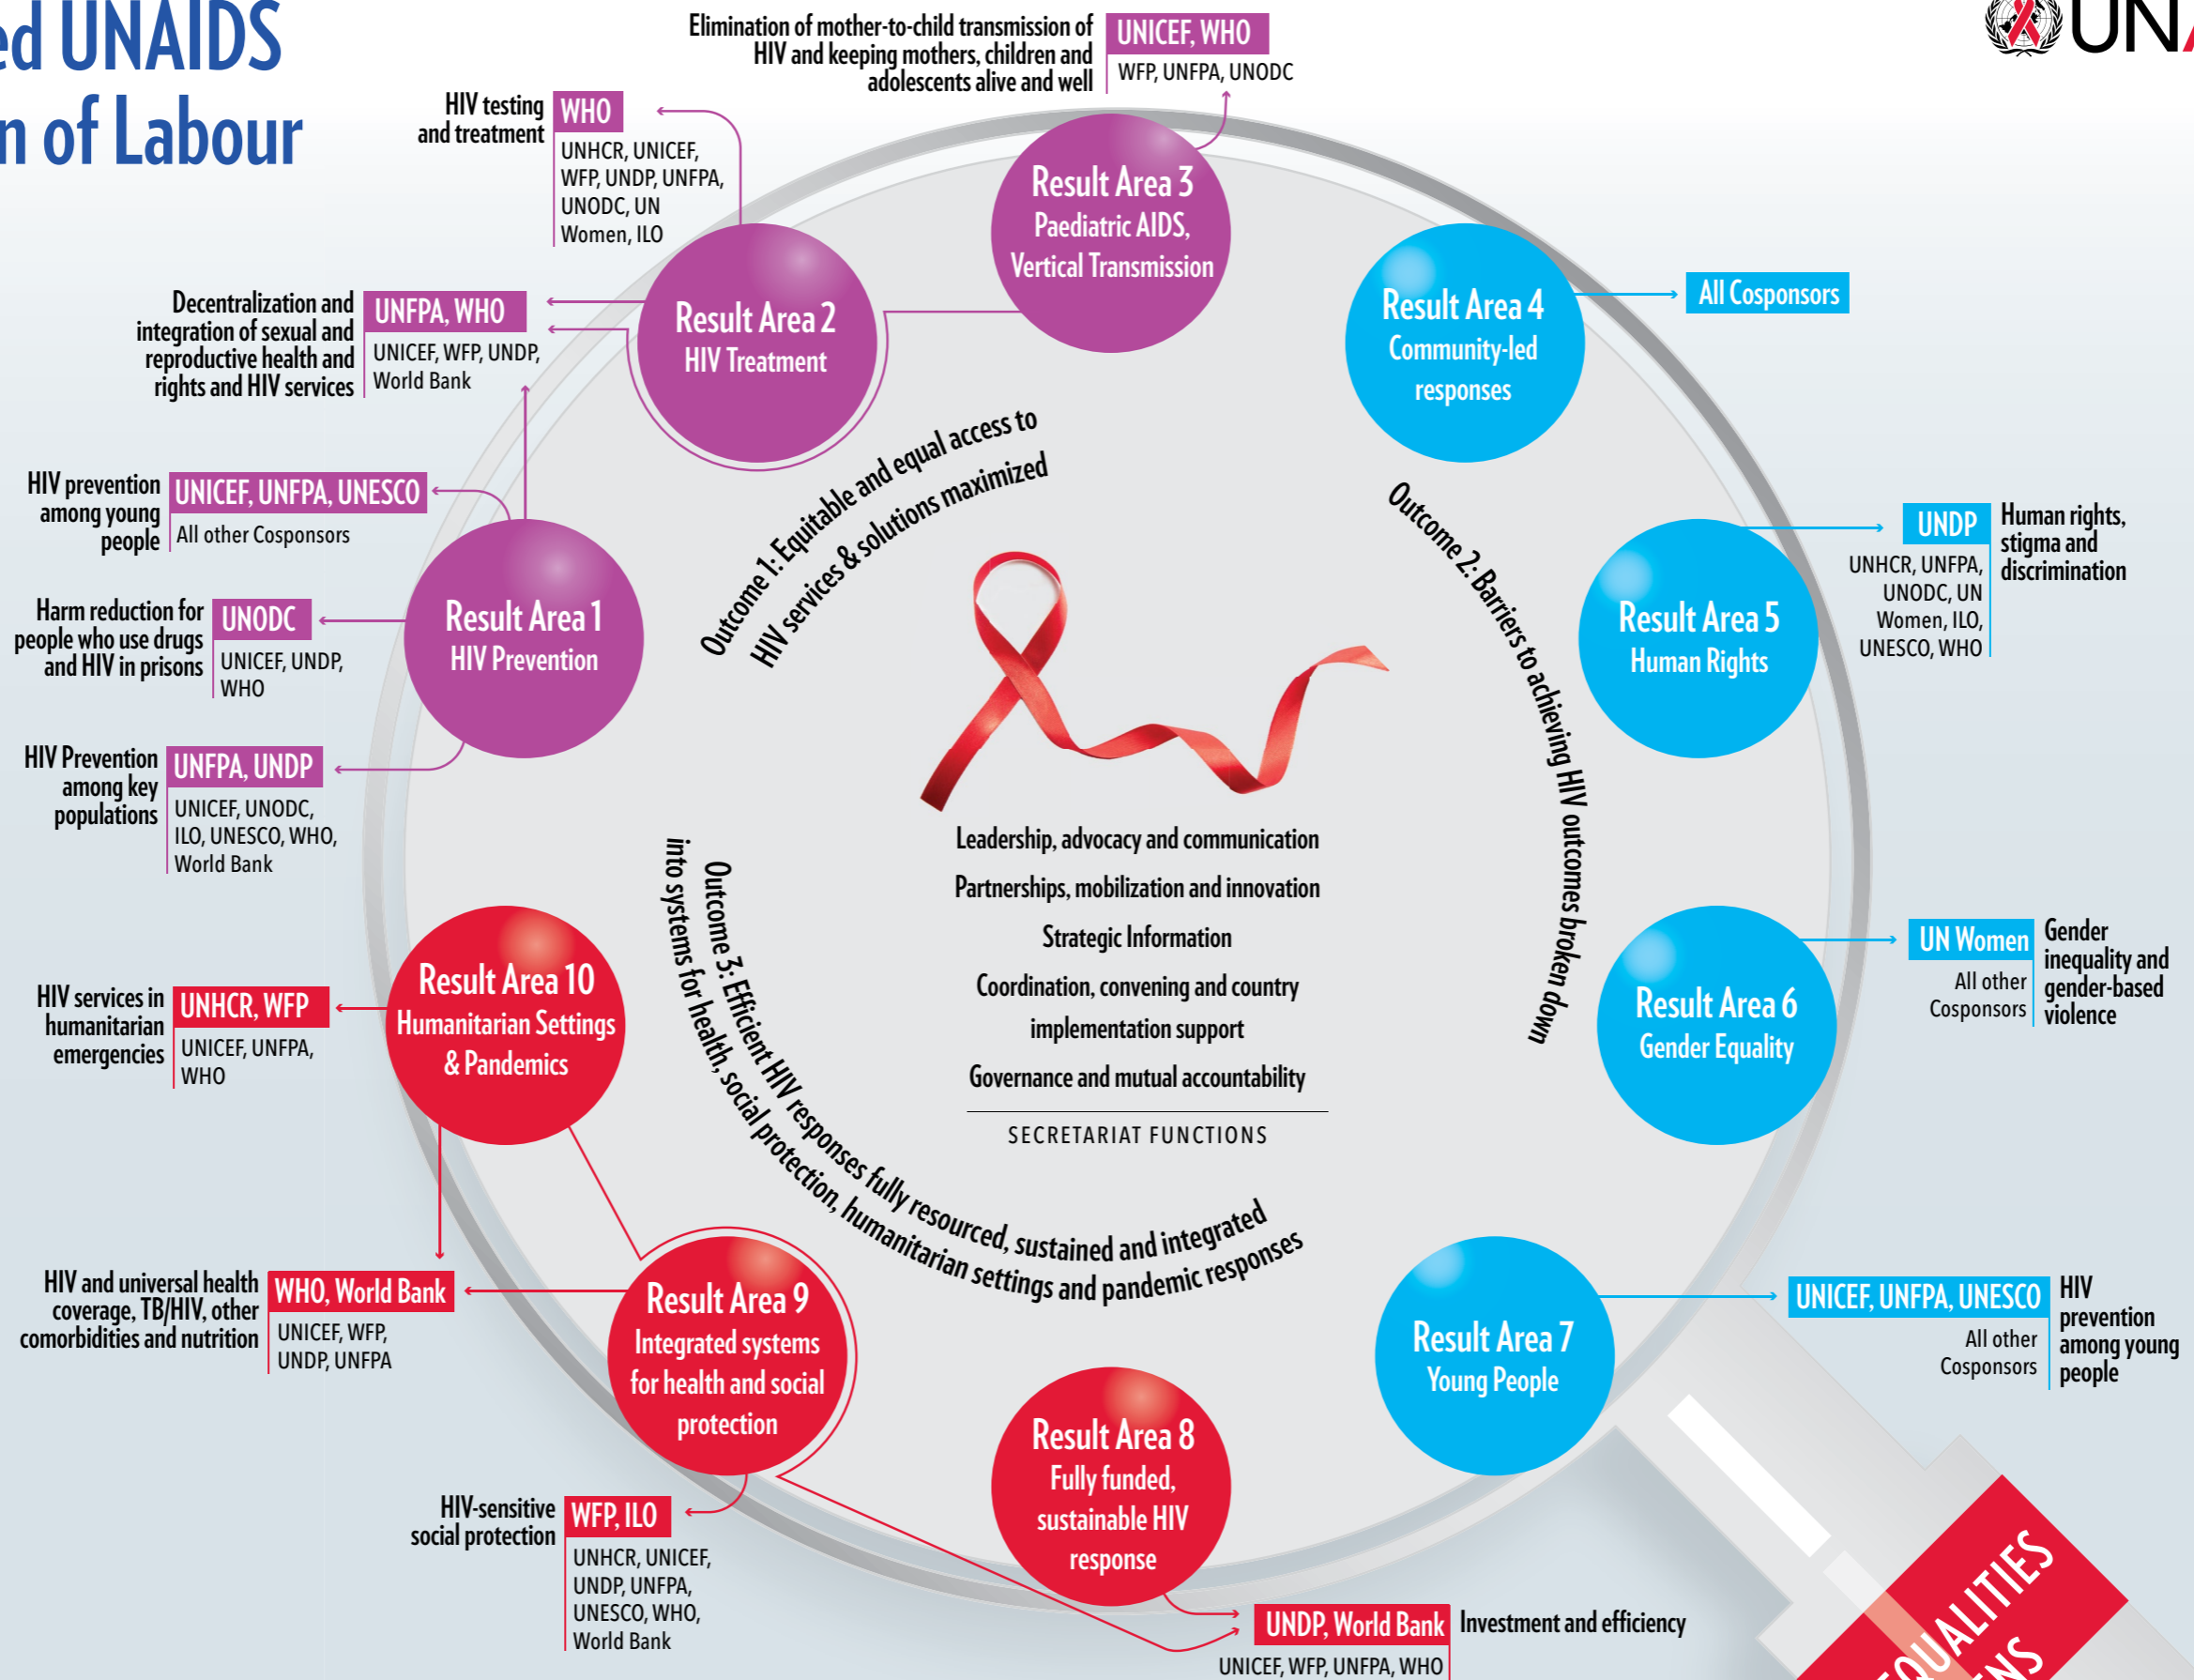 UNAIDS
of Labour
Elimination of mother-to-child transmission of
HIV and keeping mothers, children and
adolescents alive and well
UNICEF, WHO
WFP, UNFPA, UNODC
HIV testing
and treatment
WHO
UNHCR, UNICEF,
WFP, UNDP, UNFPA,
UNODC, UN
Women, ILO
Decentralization and
integration of sexual and
reproductive health and
rights and HIV services
UNFPA, WHO
UNICEF, WFP, UNDP,
World Bank
HIV prevention
among young
people
UNICEF, UNFPA, UNESCO
All other Cosponsors
Harm reduction for
people who use drugs
and HIV in prisons
UNODC
UNICEF, UNDP,
WHO
HIV Prevention
among key
populations
UNFPA, UNDP
UNICEF, UNODC,
ILO, UNESCO, WHO,
World Bank
HIV services in
humanitarian
emergencies
UNHCR, WFP
UNICEF, UNFPA,
WHO
HIV and universal health
coverage, TB/HIV, other
comorbidities and nutrition
WHO, World Bank
UNICEF, WFP,
UNDP, UNFPA
HIV-sensitive
social protection
WFP, ILO
UNHCR, UNICEF,
UNDP, UNFPA,
UNESCO, WHO,
World Bank
Result Area 1
HIV Prevention
Result Area 2
HIV Treatment
Result Area 3
Paediatric AIDS,
Vertical Transmission
Result Area 4
Community-led
responses
All Cosponsors
Result Area 5
Human Rights
UNDP
UNHCR, UNFPA,
UNODC, UN
Women, ILO,
UNESCO, WHO
Human rights,
stigma and
discrimination
Result Area 6
Gender Equality
UN Women
All other
Cosponsors
Gender
inequality and
gender-based
violence
Result Area 7
Young People
UNICEF, UNFPA, UNESCO
All other
Cosponsors
HIV
prevention
among young
people
Result Area 8
Fully funded,
sustainable HIV
response
UNDP, World Bank
UNICEF, WFP, UNFPA, WHO
Investment and efficiency
Result Area 9
Integrated systems
for health and social
protection
Result Area 10
Humanitarian Settings
& Pandemics
Outcome 1: Equitable and equal access to
HIV services & solutions maximized
Outcome 2: Barriers to achieving HIV outcomes broken down
Outcome 3: Efficient HIV responses fully resourced, sustained and integrated
into systems for health, social protection, humanitarian settings and pandemic responses
Leadership, advocacy and communication
Partnerships, mobilization and innovation
Strategic Information
Coordination, convening and country
implementation support
Governance and mutual accountability
SECRETARIAT FUNCTIONS